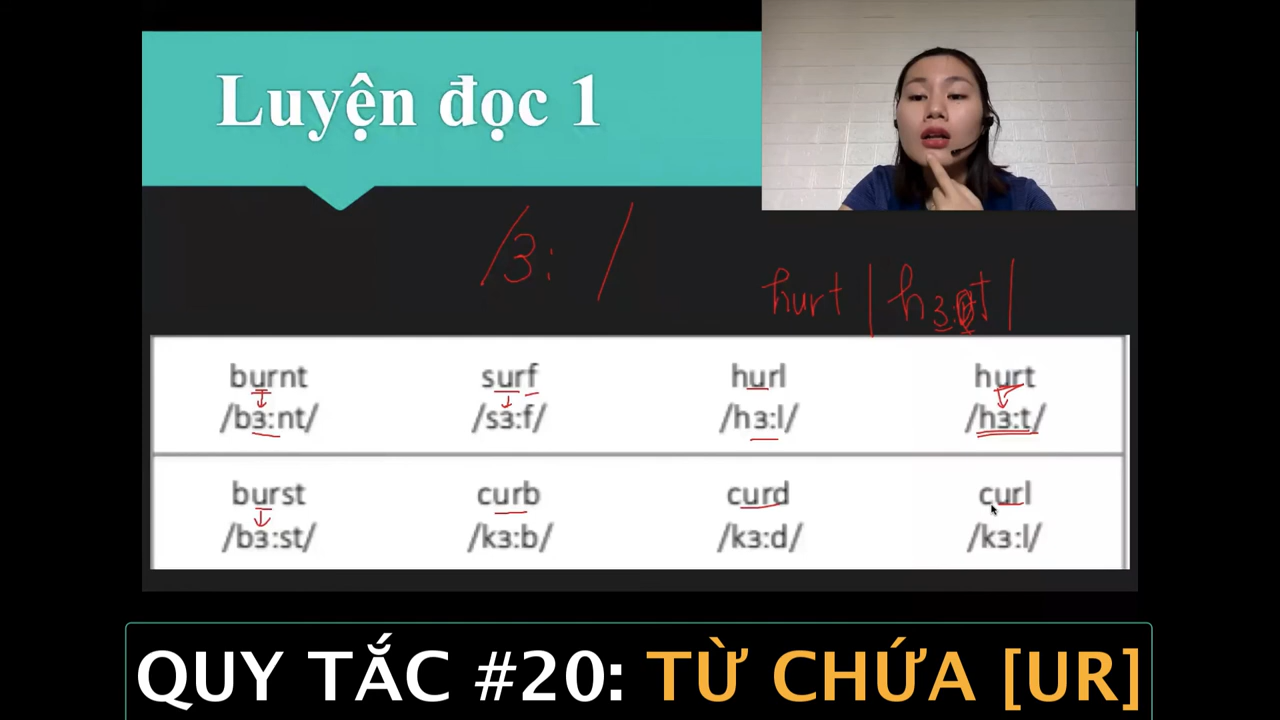 Luyện đọc 1
/ɜ: /
hurt | hɜ:t |
burnt surf hurl hurt
/bɜ:nt/ /sɜ:f/ /hɜ:l/ /hɜ:t/
burst curb curd curl
/bɜ:st/ /kɜ:b/ /kɜ:d/ /kɜ:l/
QUY TẮC #20: TỪ CHỨA [UR]